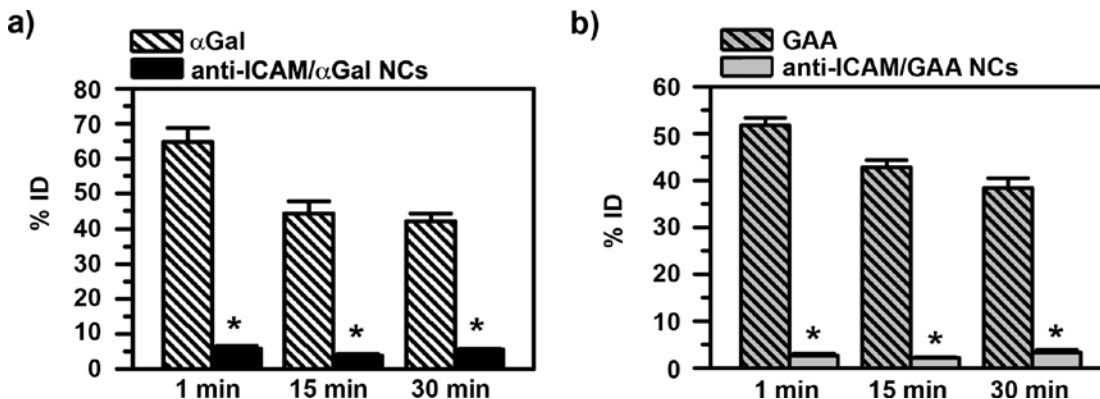 a)
αGal
anti-ICAM/αGal NCs
80
70
60
50
40
30
20
10
0
% ID
*
*
*
1 min 15 min 30 min
b)
GAA
anti-ICAM/GAA NCs
60
50
40
30
20
10
0
% ID
*
*
*
1 min 15 min 30 min